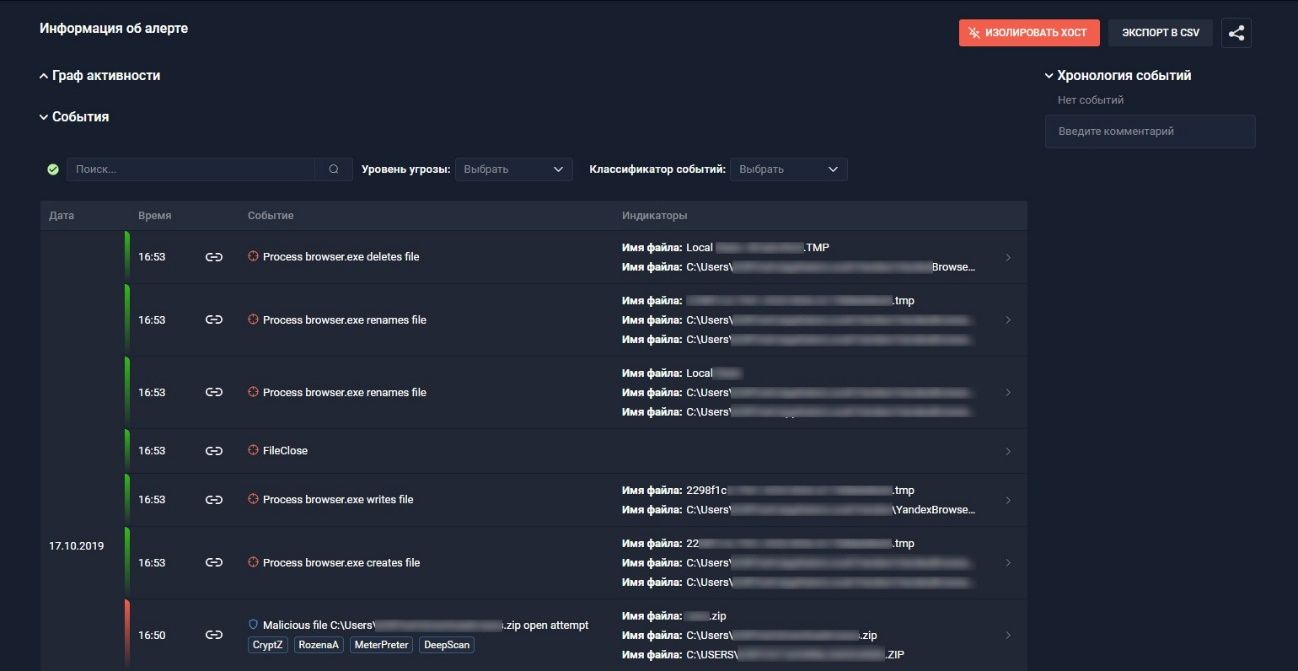 Информация об алерте
ИЗОЛИРОВАТЬ ХОСТ
ЭКСПОРТ В CSV
Граф активности
Хронология событий
Нет событий
Введите комментарий
События
Поиск...
Уровень угрозы: Выбрать
Классификатор событий: Выбрать
Дата Время Событие Индикаторы
17.10.2019
16:53 Process browser.exe deletes file
Имя файла: Local .TMP
Имя файла: C:\Users\ Browse...
16:53 Process browser.exe renames file
Имя файла: .tmp
Имя файла: C:\Users\
Имя файла: C:\Users\
16:53 Process browser.exe renames file
Имя файла: Local
Имя файла: C:\Users\
Имя файла: C:\Users\
16:53 FileClose
16:53 Process browser.exe writes file
Имя файла: 2298f1c .tmp
Имя файла: C:\Users\ \YandexBrowse...
16:53 Process browser.exe creates file
Имя файла: 22 .tmp
Имя файла: C:\Users\
Имя файла: C:\Users\
16:50 Malicious file C:\Users\ s.zip open attempt
CryptZ RozenaA MeterPreter DeepScan
Имя файла: .zip
Имя файла: C:\Users\ s.zip
Имя файла: C:\USERS\ .ZIP